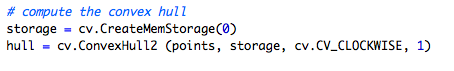 # compute the convex hull
storage = cv.CreateMemStorage(0)
hull = cv.ConvexHull2 (points, storage, cv.CV_CLOCKWISE, 1)